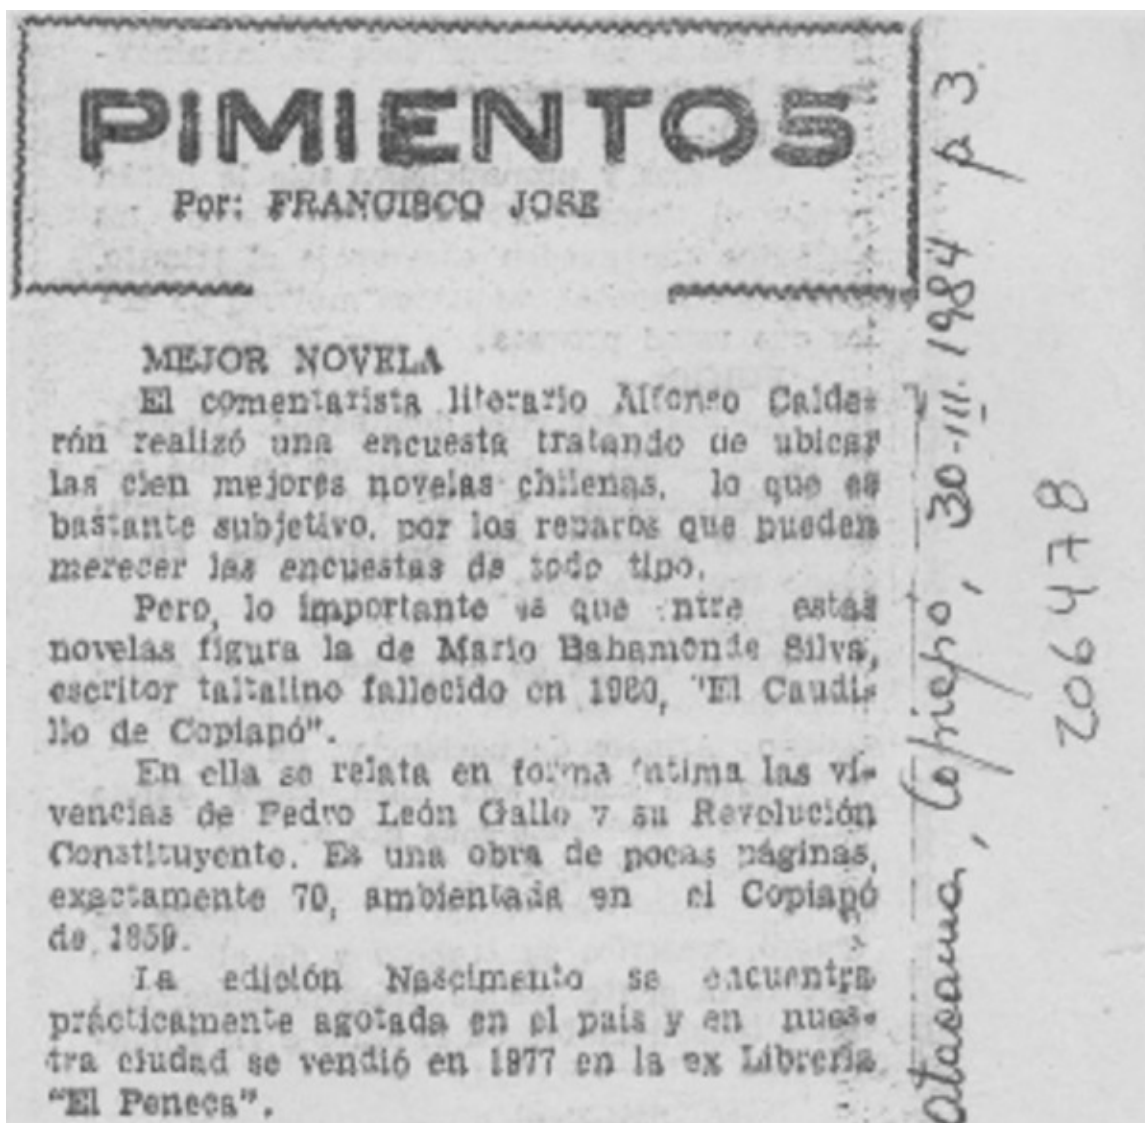 PIMIENTOS
Por: FRANCISCO JOSE
MEJOR NOVELA
El comentarista literario Alfonso Calde-
rón realizó una encuesta tratando de ubicar
las cien mejores novelas chilenas, lo que es
bastante subjetivo, por los reparos que pueden
merecer las encuestas de todo tipo.
Pero, lo importante es que ntre estas
novelas figura la de Mario Bahamonde Silva,
escritor taltalino fallecido en 1980, "El Caudi-
llo de Copiapó".
En ella se relata en forma íntima las vi-
vencias de Pedro León Gallo y su Revolución
Constituyente. Es una obra de pocas páginas,
exactamente 70, ambientada en el Copiapó
de 1859.
La edición Nascimento se encuentra
prácticamente agotada en el país y en nues-
tra ciudad se vendió en 1977 en la ex Librería
"El Peneca".
atacama, Copiapó, 30-III-1984 p 3.
206478